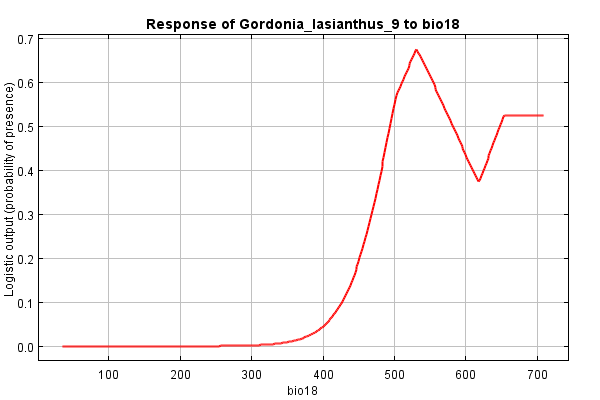 Response of Gordonia_lasianthus_9 to bio18
Logistic output (probability of presence)
0.7
0.6
0.5
0.4
0.3
0.2
0.1
0.0
100 200 300 400 500 600 700
bio18